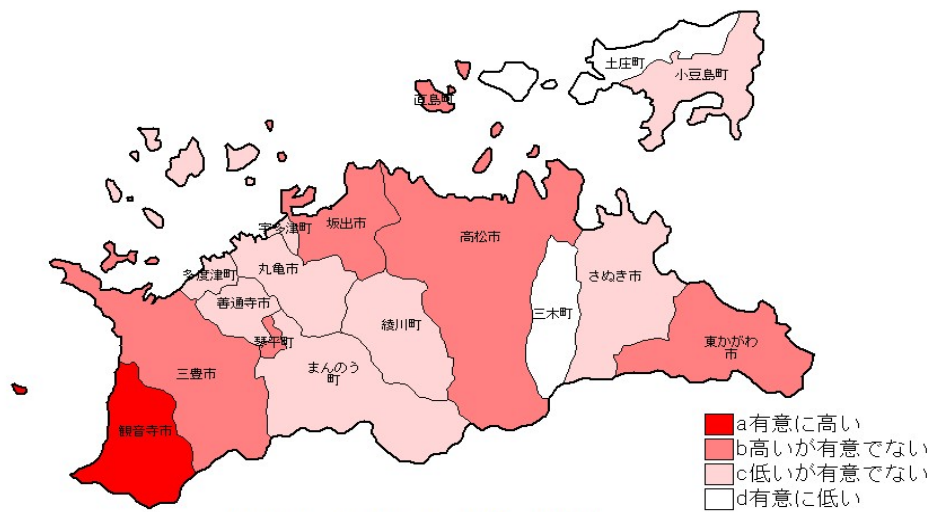 土庄町
小豆島町
直島町
宇多津町
坂出市
高松市
多度津町
丸亀市
さぬき市
善通寺市
綾川町
三木町
琴平町
東かがわ
市
三豊市
まんのう
町
観音寺市
a有意に高い
b高いが有意でない
c低いが有意でない
d有意に低い